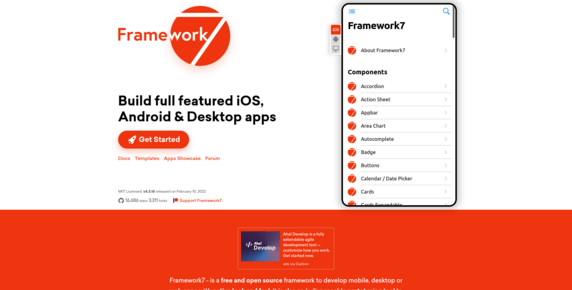 Framework7
Build full featured iOS,
Android & Desktop apps
Get Started
Docs Templates Apps Showcase Forum
MIT Licensed, v6.3.16 released on February 10, 2022
16,686 stars 3,311 forks Support Framework7
iOS
Framework7
About Framework7
Components
Accordion
Action Sheet
Appbar
Area Chart
Autocomplete
Badge
Buttons
Calendar / Date Picker
Cards
Cards Expandable
Aha! Develop
Aha! Develop is a fully
extendable agile
development tool –
customize how you work.
Get started now.
ads via Carbon
Framework7 - is a free and open source framework to develop mobile, desktop or